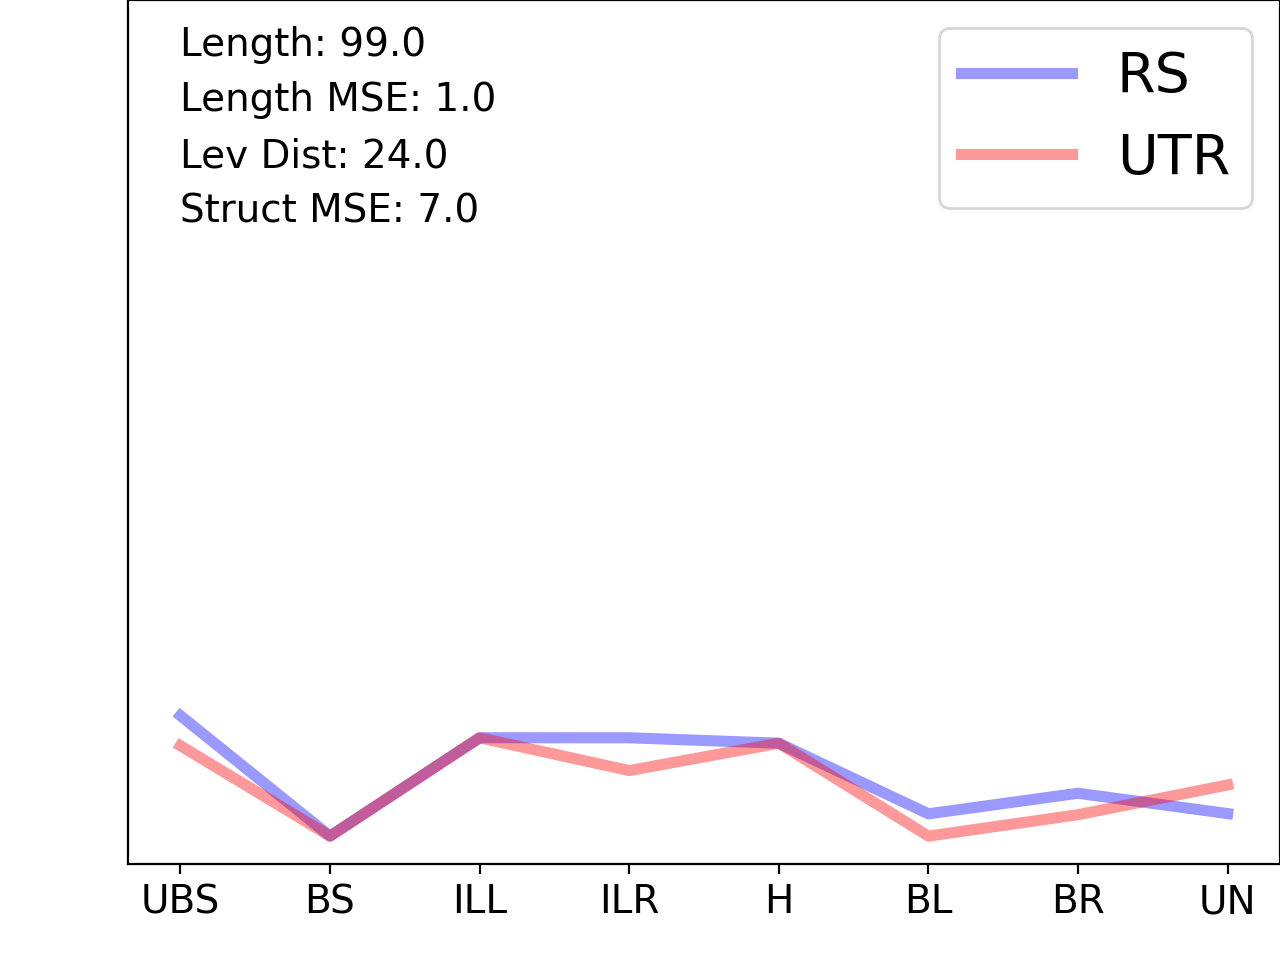 Length: 99.0
Length MSE: 1.0
Lev Dist: 24.0
Struct MSE: 7.0
RS
UTR
UBS BS ILL ILR H BL BR UN